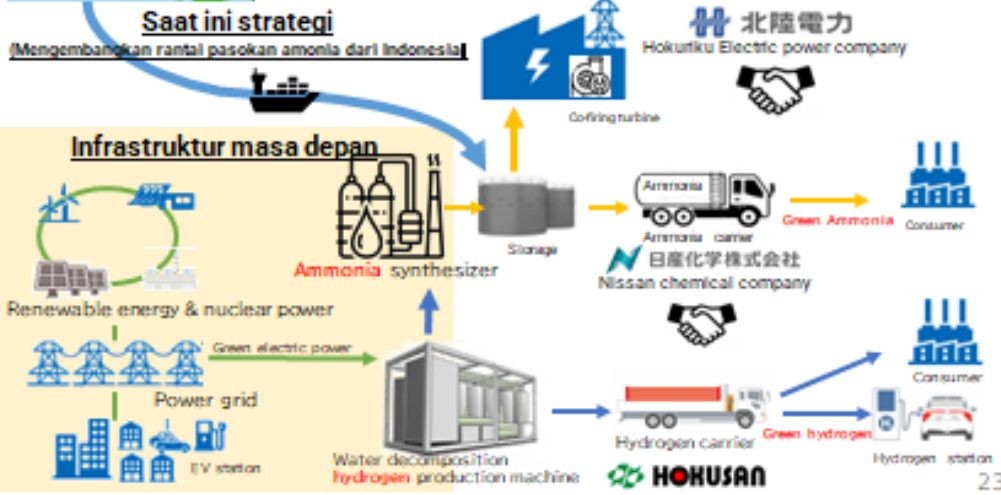 Saat ini strategi
(Mengembangkan rantai pasokan amonia dari Indonesia)
北陸電力
Hokuriku Electric power company
Co-firing turbine
Infrastruktur masa depan
Ammonia synthesizer
Storage
Ammonia
Ammonia carrier
Green Ammonia
Consumer
日産化学株式会社
Nissan chemical company
Renewable energy & nuclear power
Green electric power
Power grid
EV station
Water decomposition
hydrogen production machine
Hydrogen carrier
Green hydrogen
Consumer
Hydrogen station
HOKUSAN
23